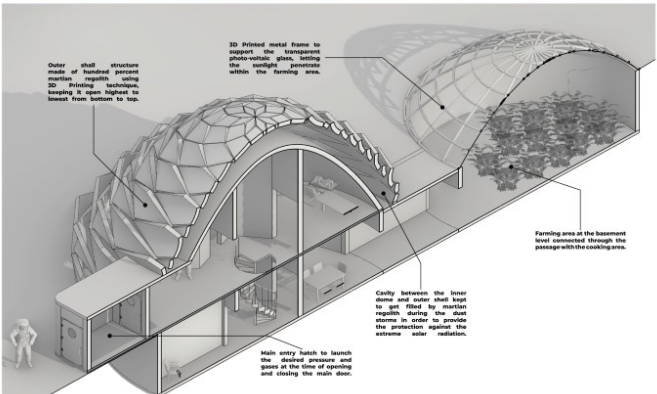 Outer shall structure
made of hundred percent
martian regolith using
3D Printing technique,
keeping it open highest to
lowest from bottom to top.
3D Printed metal frame to
support the transparent
photo-voltaic glass, letting
the sunlight penetrate
within the farming area.
Farming area at the basement
level connected through the
passage with the cooking area.
Cavity between the inner
dome and outer shell kept
to get filled by martian
regolith during the dust
storms in order to provide
the protection against the
extreme solar radiation.
Main entry hatch to launch
the desired pressure and
gases at the time of opening
and closing the main door.